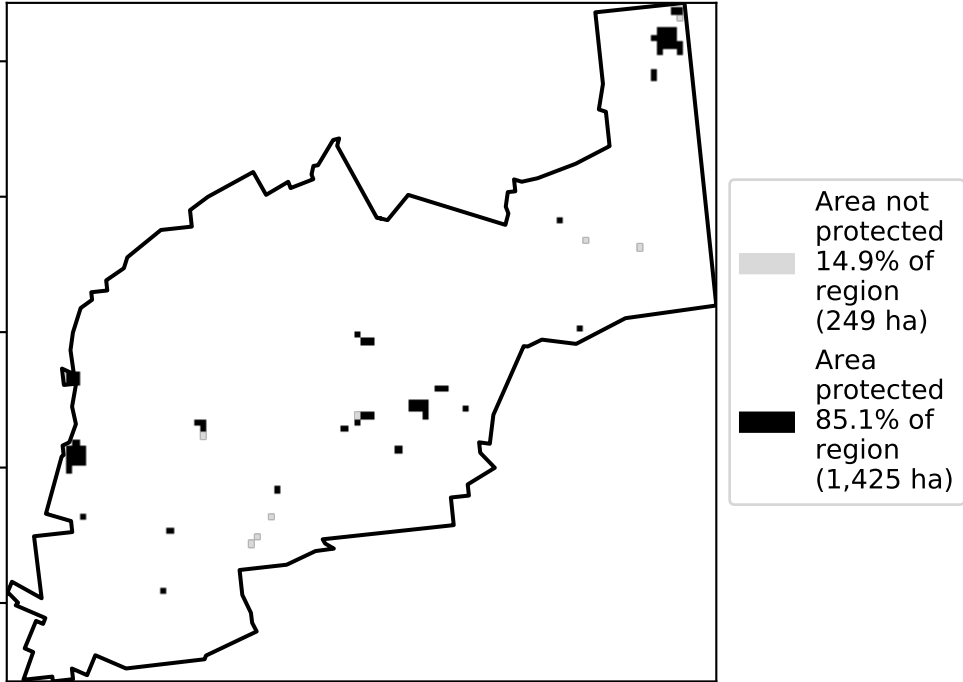 Area not
protected
14.9% of
region
(249 ha)
Area
protected
85.1% of
region
(1,425 ha)